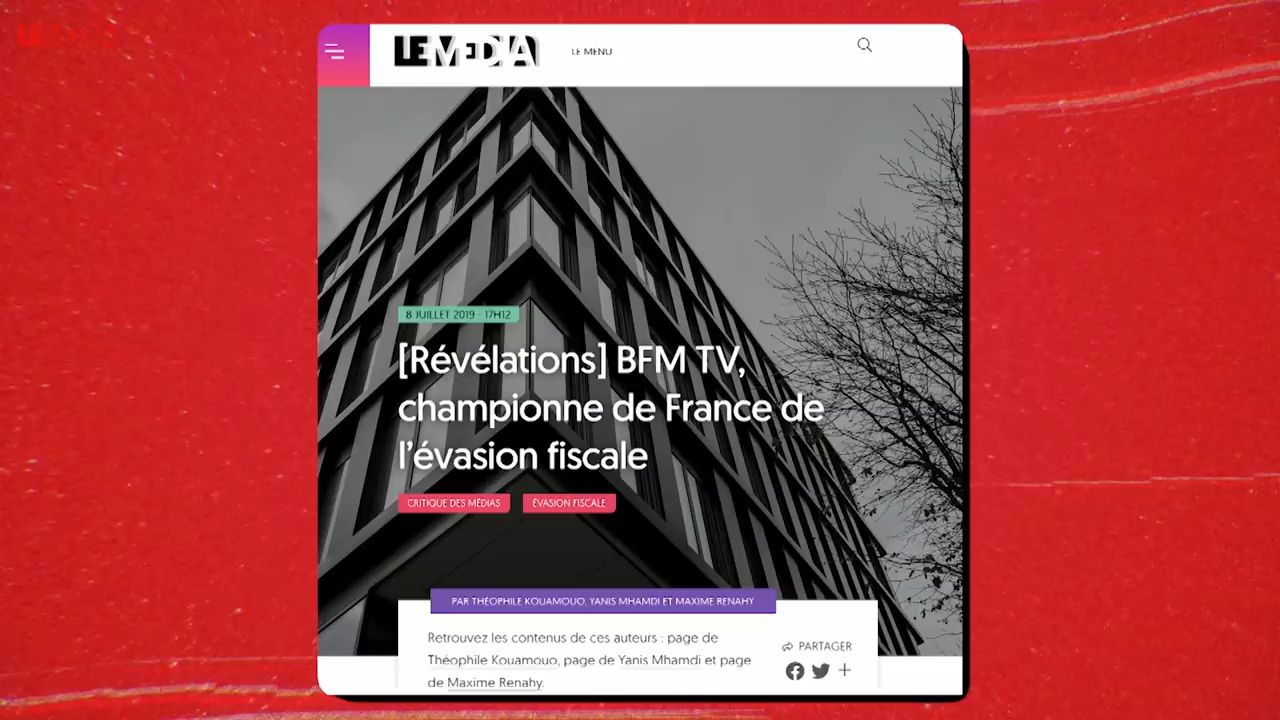 LE MEDIA
LE MENU
8 JUILLET 2019 - 17H12
[Révélations] BFM TV,
championne de France de
l'évasion fiscale
CRITIQUE DES MÉDIAS
ÉVASION FISCALE
PAR THÉOPHILE KOUAMOUO, YANIS MHAMDI ET MAXIME RENAHY
Retrouvez les contenus de ces auteurs : page de
Théophile Kouamouo, page de Yanis Mhamdi et page
de Maxime Renahy.
PARTAGER